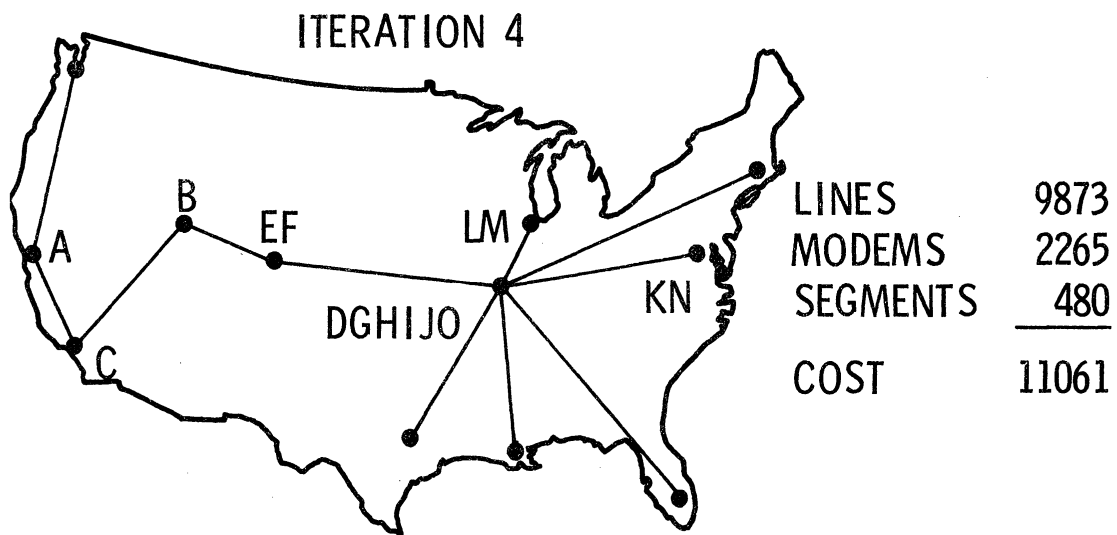 ITERATION 4
B
EF
A
LM
C
DGHIJO
KN
LINES 9873
MODEMS 2265
SEGMENTS 480
COST 11061